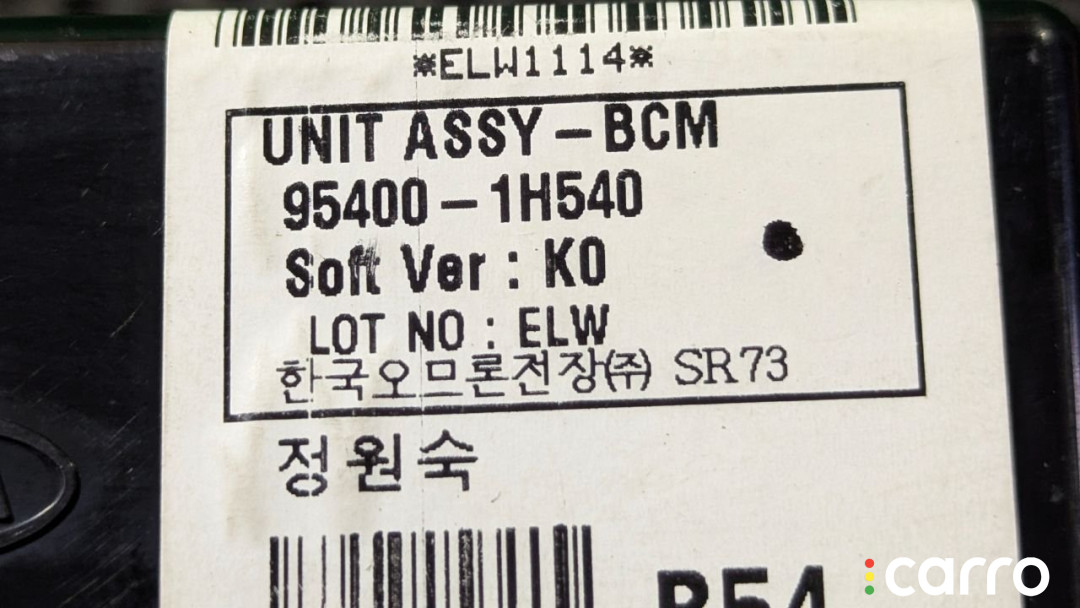 *ELW1114*
UNIT ASSY-BCM
95400-1H540
Soft Ver : K0
LOT NO : ELW
한국오므론전장㈜ SR73
정원숙
carro